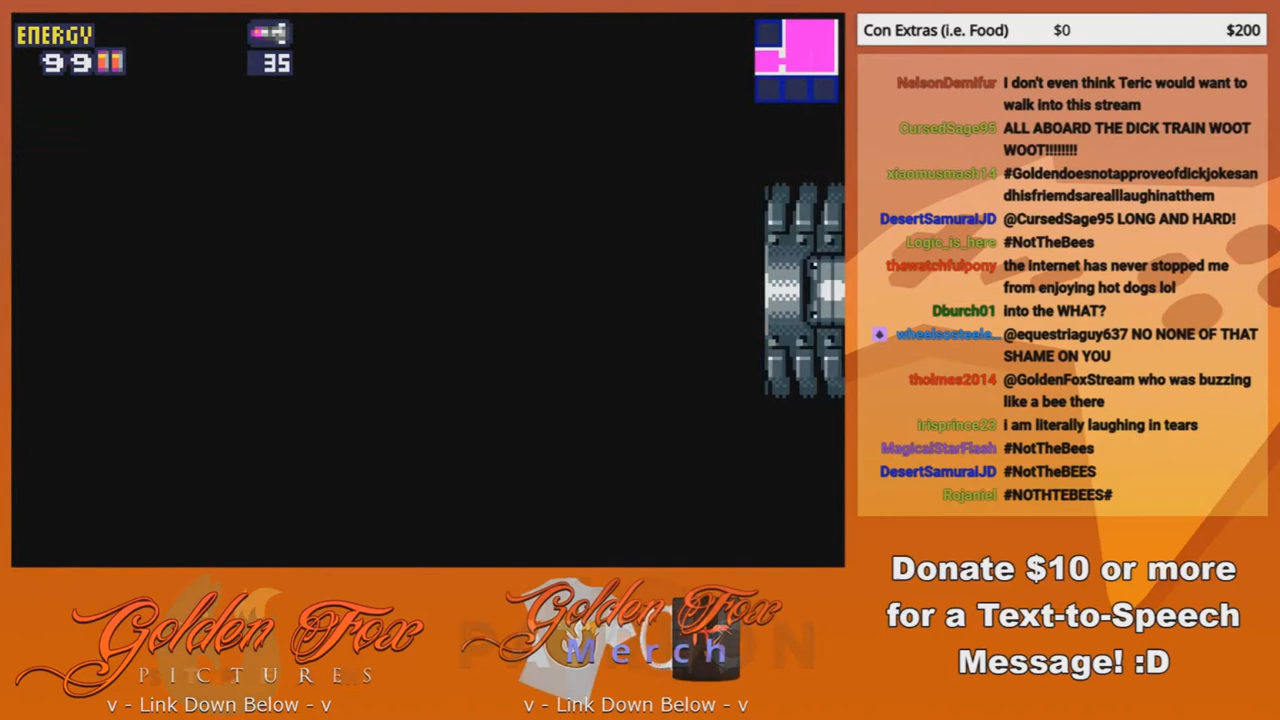 ENERGY
99
35
Con Extras (i.e. Food) $0 $200
NelsonDemifur I don't even think Teric would want to
walk into this stream
CursedSage95 ALL ABOARD THE DICK TRAIN WOOT
WOOT!!!!!!!!
xiaomusmash14 #Goldendoesnotapproveofdickjokesan
dhisfriemdsarealllaughinatthem
DesertSamuraiJD @CursedSage95 LONG AND HARD!
Logic_is_here #NotTheBees
thewatchfulpony the internet has never stopped me
from enjoying hot dogs lol
Dburch01 into the WHAT?
wheelsosteele... @equestriaguy637 NO NONE OF THAT
SHAME ON YOU
tholmes2014 @GoldenFoxStream who was buzzing
like a bee there
irisprince23 i am literally laughing in tears
MagicalStarFlash #NotTheBees
DesertSamuraiJD #NotTheBEES
Rojaniel #NOTHTEBEES#
Donate $10 or more
for a Text-to-Speech
Message! :D
Golden Fox
PICTURES
v - Link Down Below - v
Golden Fox
Merch
v - Link Down Below - v